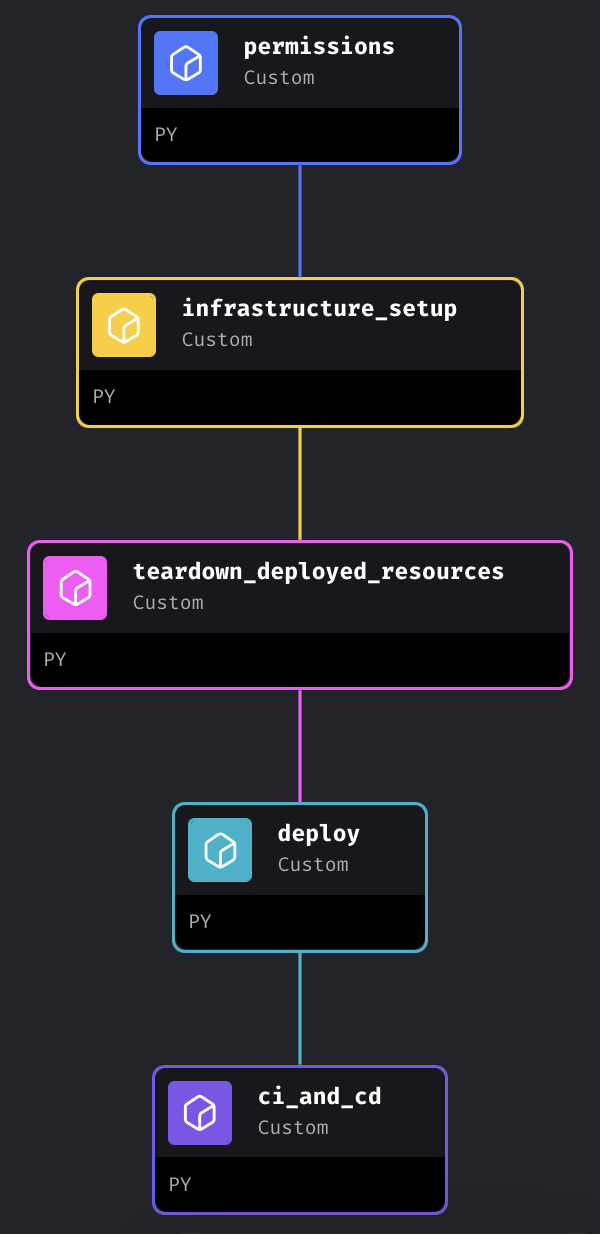 permissions
Custom
PY
infrastructure_setup
Custom
PY
teardown_deployed_resources
Custom
PY
deploy
Custom
PY
ci_and_cd
Custom
PY